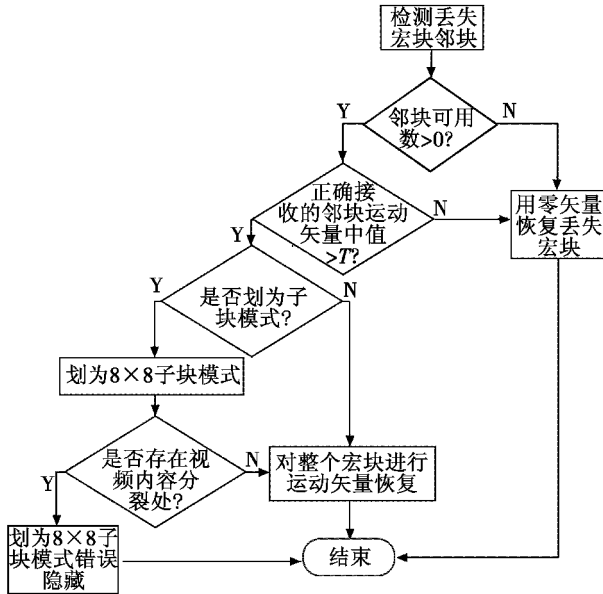 检测丢失
宏块邻块
邻块可用
数>0?
Y
N
正确接
收的邻块运动
矢量中值
>T?
Y
N
用零矢量
恢复丢失
宏块
是否划为子
块模式?
Y
N
划为8×8子块模式
是否存在视
频内容分
裂处?
Y
N
对整个宏块进行
运动矢量恢复
划为8×8子
块模式错误
隐藏
结束